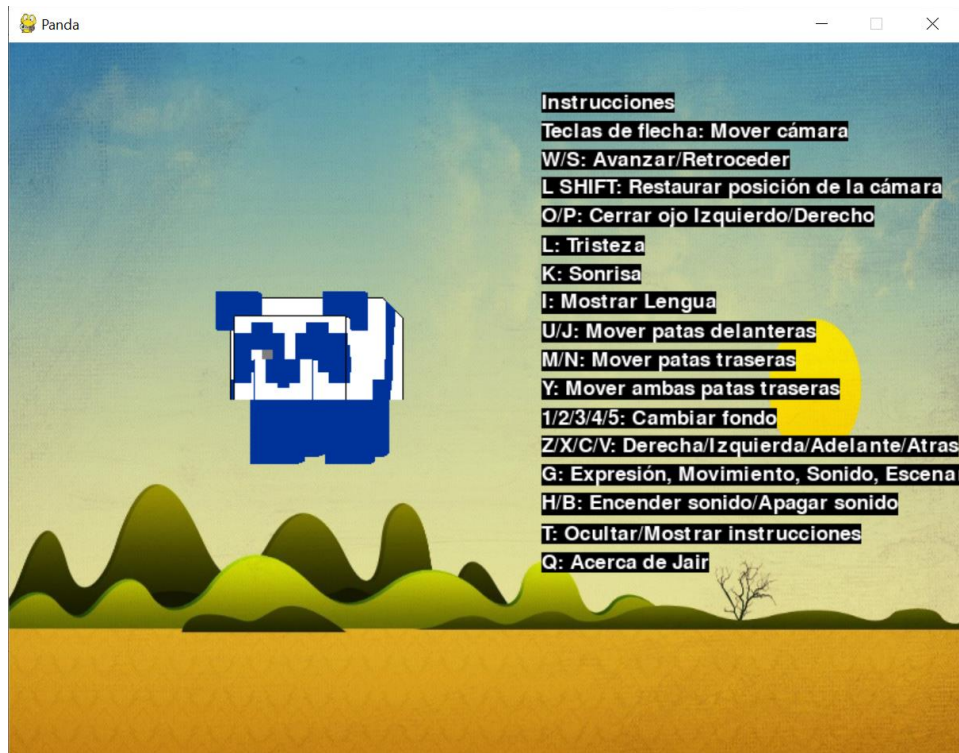 Panda
Instrucciones
Teclas de flecha: Mover cámara
W/S: Avanzar/Retroceder
L SHIFT: Restaurar posición de la cámara
O/P: Cerrar ojo Izquierdo/Derecho
L: Tristeza
K: Sonrisa
I: Mostrar Lengua
U/J: Mover patas delanteras
M/N: Mover patas traseras
Y: Mover ambas patas traseras
1/2/3/4/5: Cambiar fondo
Z/X/C/V: Derecha/Izquierda/Adelante/Atras
G: Expresión, Movimiento, Sonido,
H/B: Encender sonido/Apagar sonido
T: Ocultar/Mostrar instrucciones
Q: Acerca de Jair